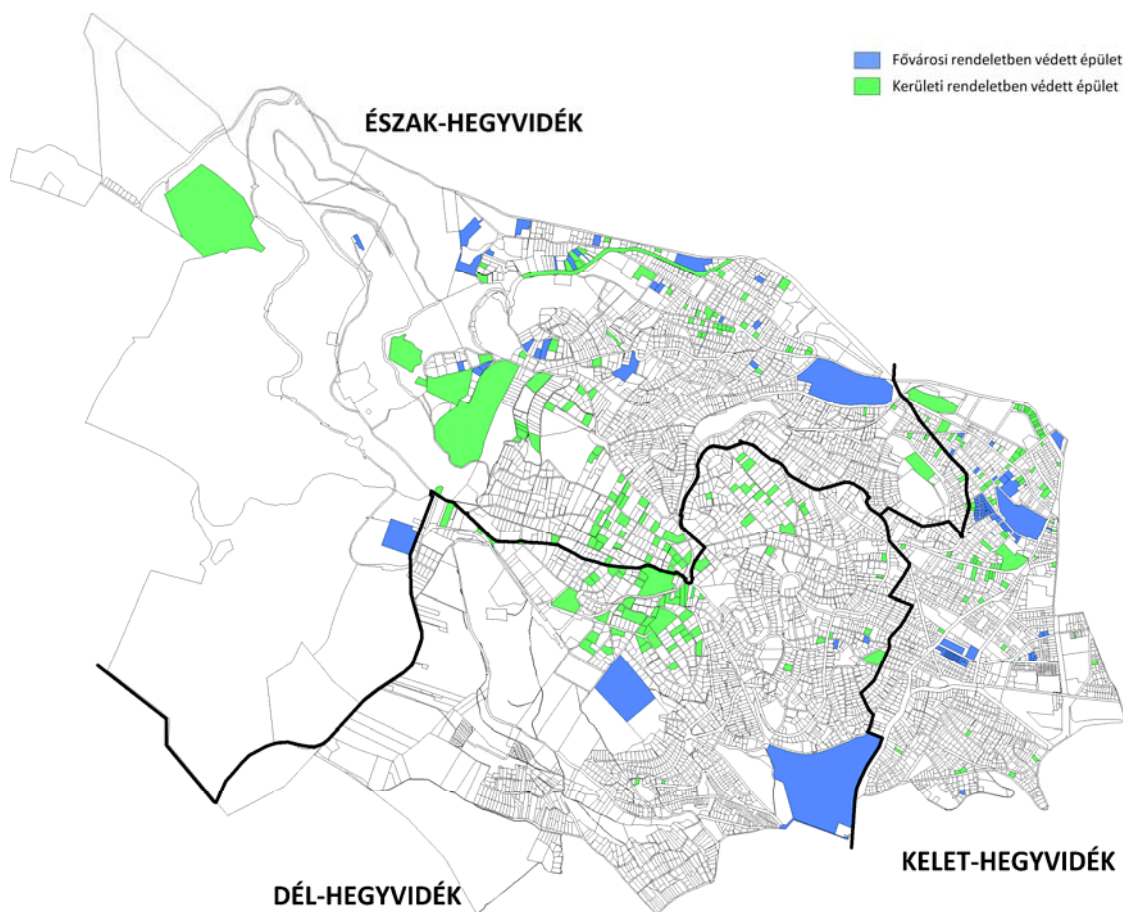 Fővárosi rendeletben védett épület
Kerületi rendeletben védett épület
ÉSZAK-HEGYVIDÉK
KELET-HEGYVIDÉK
DÉL-HEGYVIDÉK